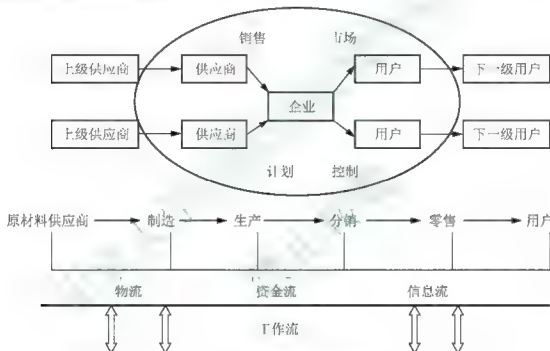 销售 市场
上级供应商 供应商 用户 下一级用户
企业
上级供应商 供应商 用户 下一级用户
计划 控制
原材料供应商 制造 生产 分销 零售 用户
物流 资金流 信息流
工作流